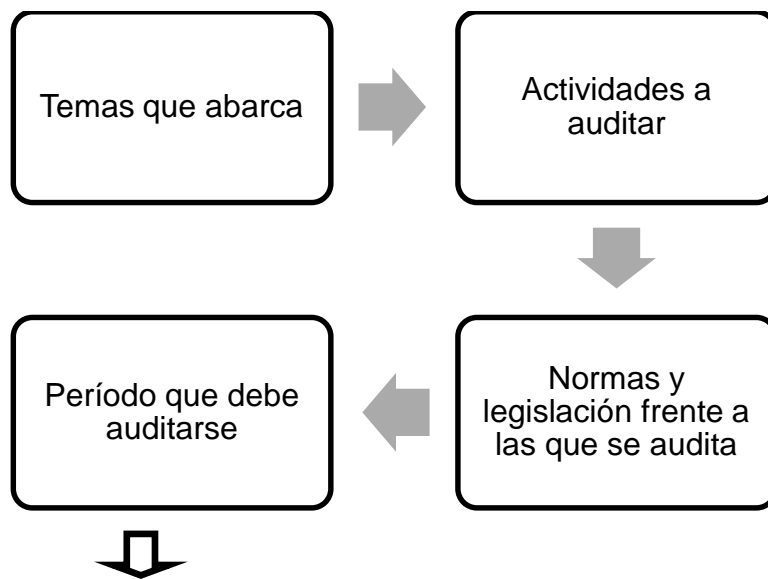 Temas que abarca
Actividades a
auditar
Normas y
legislación frente a
las que se audita
Período que debe
auditarse